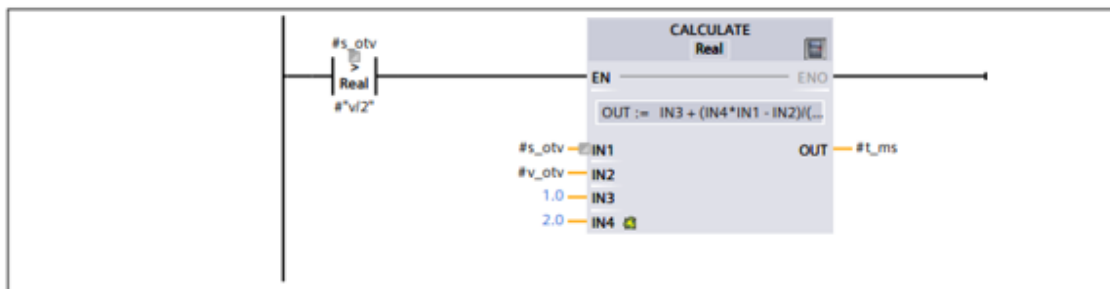 #s_otv
>
Real
#"v/2"
CALCULATE
Real
EN
ENO
OUT := IN3 + (IN4*IN1 - IN2)/(...
#s_otv IN1
OUT #t_ms
#v_otv IN2
1.0 IN3
2.0 IN4